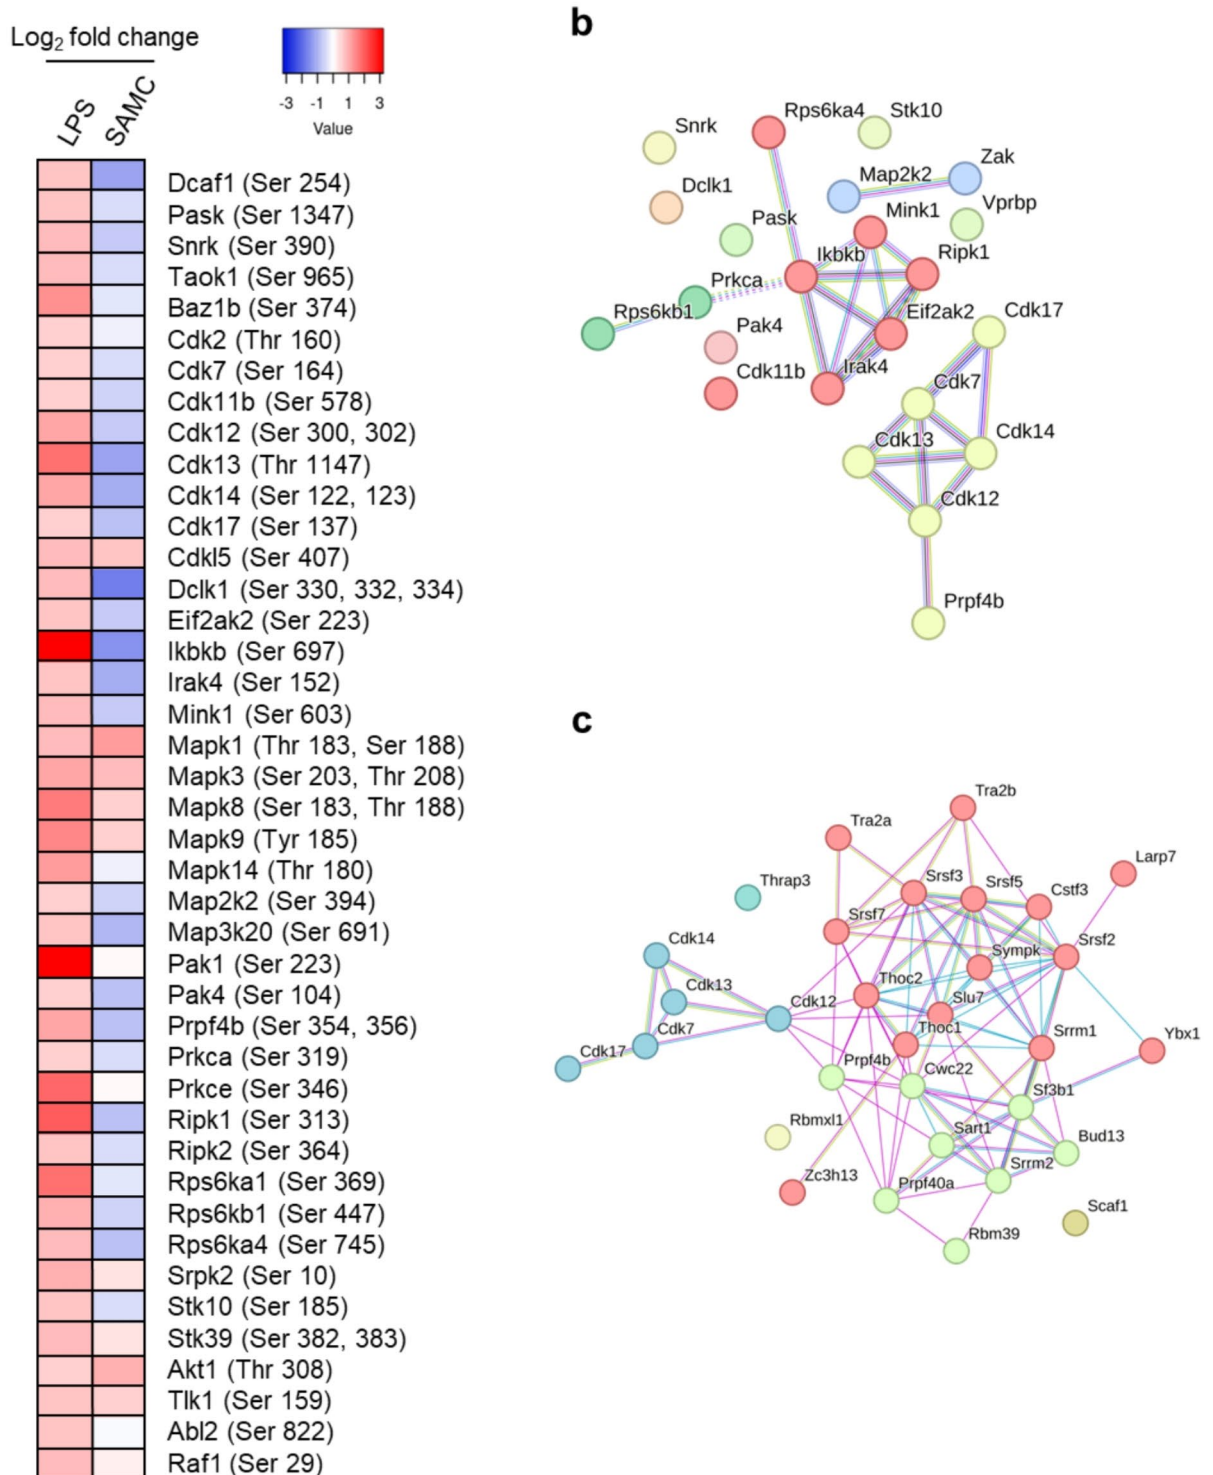 Log2 fold change
LPS
SAMC
-3 -1 1 3
Value
Dcaf1 (Ser 254)
Pask (Ser 1347)
Snrk (Ser 390)
Taok1 (Ser 965)
Baz1b (Ser 374)
Cdk2 (Thr 160)
Cdk7 (Ser 164)
Cdk11b (Ser 578)
Cdk12 (Ser 300, 302)
Cdk13 (Thr 1147)
Cdk14 (Ser 122, 123)
Cdk17 (Ser 137)
Cdkl5 (Ser 407)
Dclk1 (Ser 330, 332, 334)
Eif2ak2 (Ser 223)
Ikbkb (Ser 697)
Irak4 (Ser 152)
Mink1 (Ser 603)
Mapk1 (Thr 183, Ser 188)
Mapk3 (Ser 203, Thr 208)
Mapk8 (Ser 183, Thr 188)
Mapk9 (Tyr 185)
Mapk14 (Thr 180)
Map2k2 (Ser 394)
Map3k20 (Ser 691)
Pak1 (Ser 223)
Pak4 (Ser 104)
Prpf4b (Ser 354, 356)
Prkca (Ser 319)
Prkce (Ser 346)
Ripk1 (Ser 313)
Ripk2 (Ser 364)
Rps6ka1 (Ser 369)
Rps6kb1 (Ser 447)
Rps6ka4 (Ser 745)
Srpk2 (Ser 10)
Stk10 (Ser 185)
Stk39 (Ser 382, 383)
Akt1 (Thr 308)
Tlk1 (Ser 159)
Abl2 (Ser 822)
Raf1 (Ser 29)
b
Rps6ka4
Stk10
Snrk
Zak
Map2k2
Dclk1
Vprbp
Mink1
Pask
Ikbkb
Ripk1
Prkca
Rps6kb1
Eif2ak2
Cdk17
Pak4
Irak4
Cdk11b
Cdk7
Cdk13
Cdk14
Cdk12
Prpf4b
c
Tra2b
Tra2a
Larp7
Srsf3
Srsf5
Cstf3
Thrap3
Srsf7
Srsf2
Cdk14
Sympk
Thoc2
Cdk13
Slu7
Cdk12
Thoc1
Srrm1
Ybx1
Cdk7
Cdk17
Prpf4b
Cwc22
Sf3b1
Rbmxl1
Sart1
Bud13
Srrm2
Zc3h13
Prpf40a
Scaf1
Rbm39